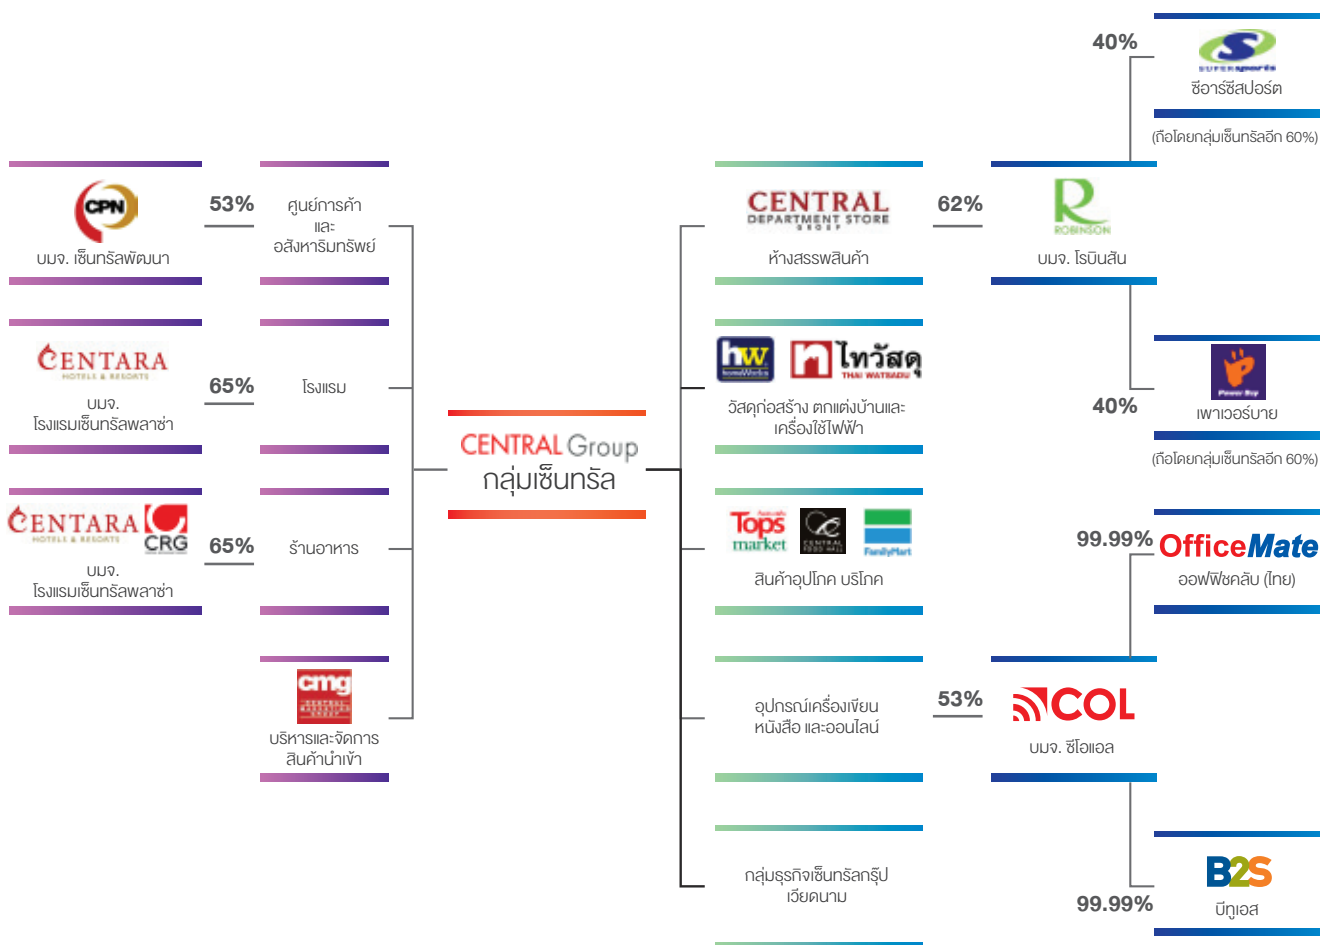 40%
SUPERsports
ซีอาร์ซีสปอร์ต
(ถือโดยกลุ่มเซ็นทรัลอีก 60%)
CPN
บมจ. เซ็นทรัลพัฒนา
53%
ศูนย์การค้า
และ
อสังหาริมทรัพย์
CENTRAL
DEPARTMENT STORE
GROUP
ห้างสรรพสินค้า
62%
ROBINSON
บมจ. โรบินสัน
CENTARA
HOTELS & RESORTS
บมจ.
โรงแรมเซ็นทรัลพลาซ่า
65%
โรงแรม
hw
homeWorks
ไทวัสดุ
THAI WATSADU
วัสดุก่อสร้าง ตกแต่งบ้านและ
เครื่องใช้ไฟฟ้า
40%
Power Buy
เพาเวอร์บาย
(ถือโดยกลุ่มเซ็นทรัลอีก 60%)
CENTRAL Group
กลุ่มเซ็นทรัล
CENTARA
HOTELS & RESORTS
CRG
บมจ.
โรงแรมเซ็นทรัลพลาซ่า
65%
ร้านอาหาร
Tops
market
CENTRAL
FOOD HALL
FamilyMart
สินค้าอุปโภค บริโภค
99.99%
OfficeMate
ออฟฟิชคลับ (ไทย)
cmg
บริหารและจัดการ
สินค้านำเข้า
อุปกรณ์เครื่องเขียน
หนังสือ และออนไลน์
53%
COL
บมจ. ซีโอแอล
กลุ่มธุรกิจเซ็นทรัลกรุ๊ป
เวียดนาม
99.99%
B2S
บีทูเอส